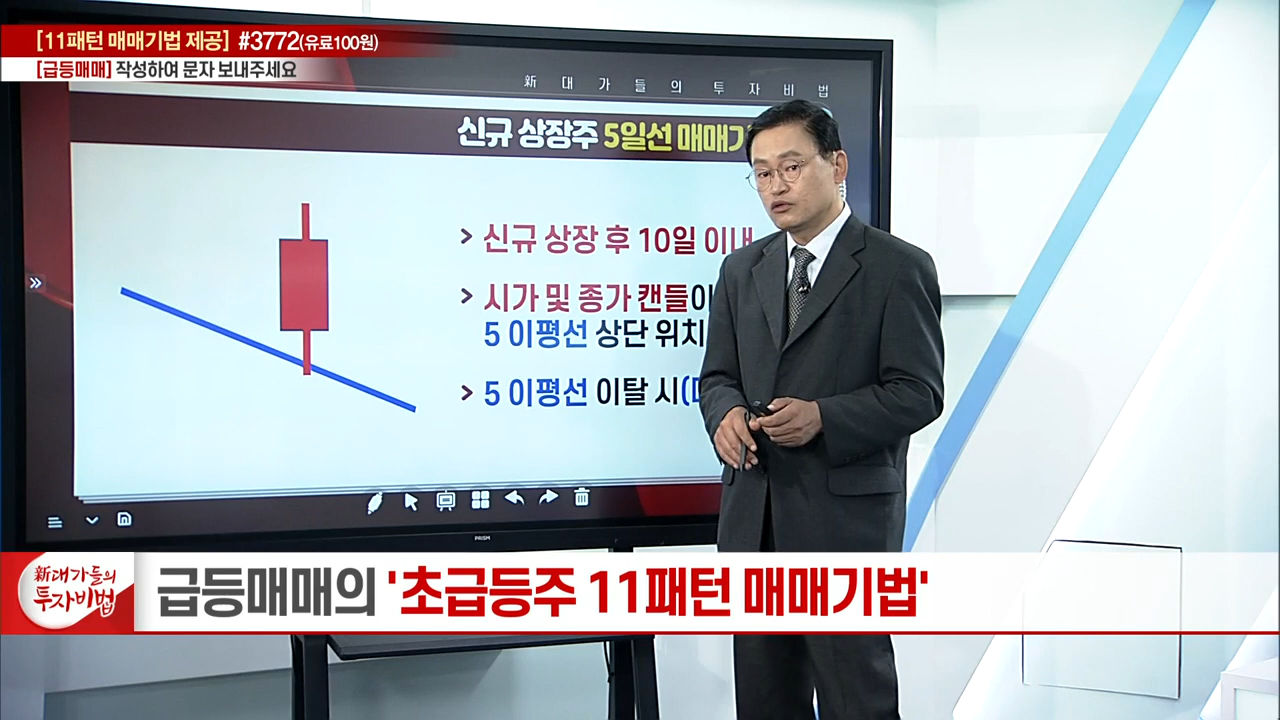 [11패턴 매매기법 제공] #3772(유료100원)
[급등매매] 작성하여 문자 보내주세요
新 대 가 들 의 투 자 비 법
신규 상장주 5일선 매매
> 신규 상장 후 10일 이내
> 시가 및 종가 캔들이
5 이평선 상단 위치
> 5 이평선 이탈 시(
PRISM
新대가들의
투자비법
급등매매의 '초급등주 11패턴 매매기법'